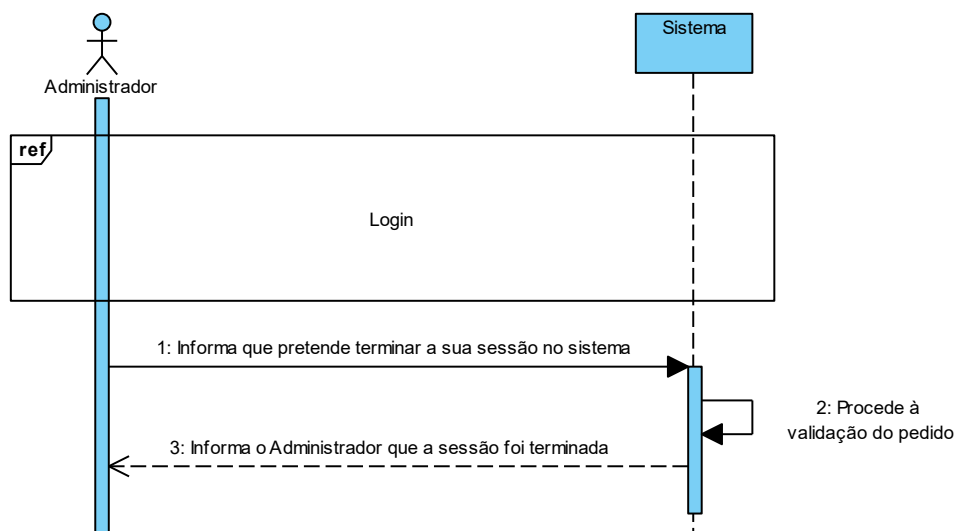 Sistema
Administrador
ref
Login
1: Informa que pretende terminar a sua sessão no sistema
2: Procede à
validação do pedido
3: Informa o Administrador que a sessão foi terminada